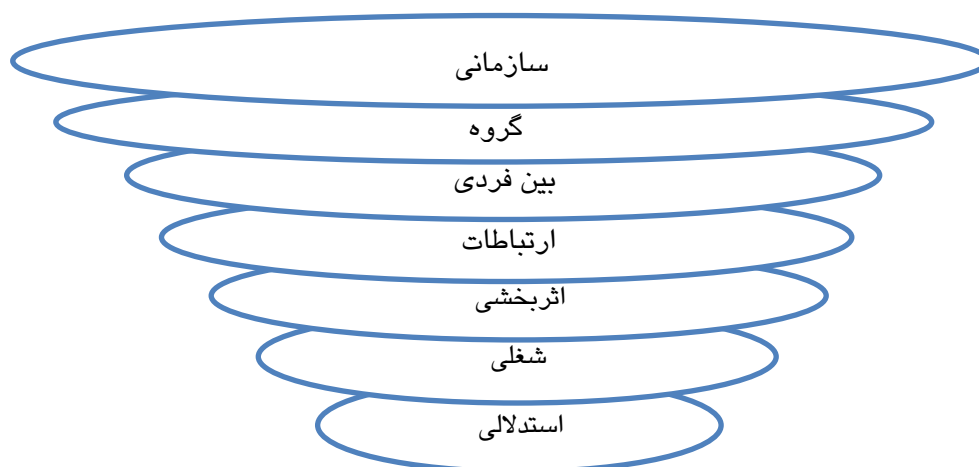 سازمانی
گروه
بین فردی
ارتباطات
اثربخشی
شغلی
استدلالی